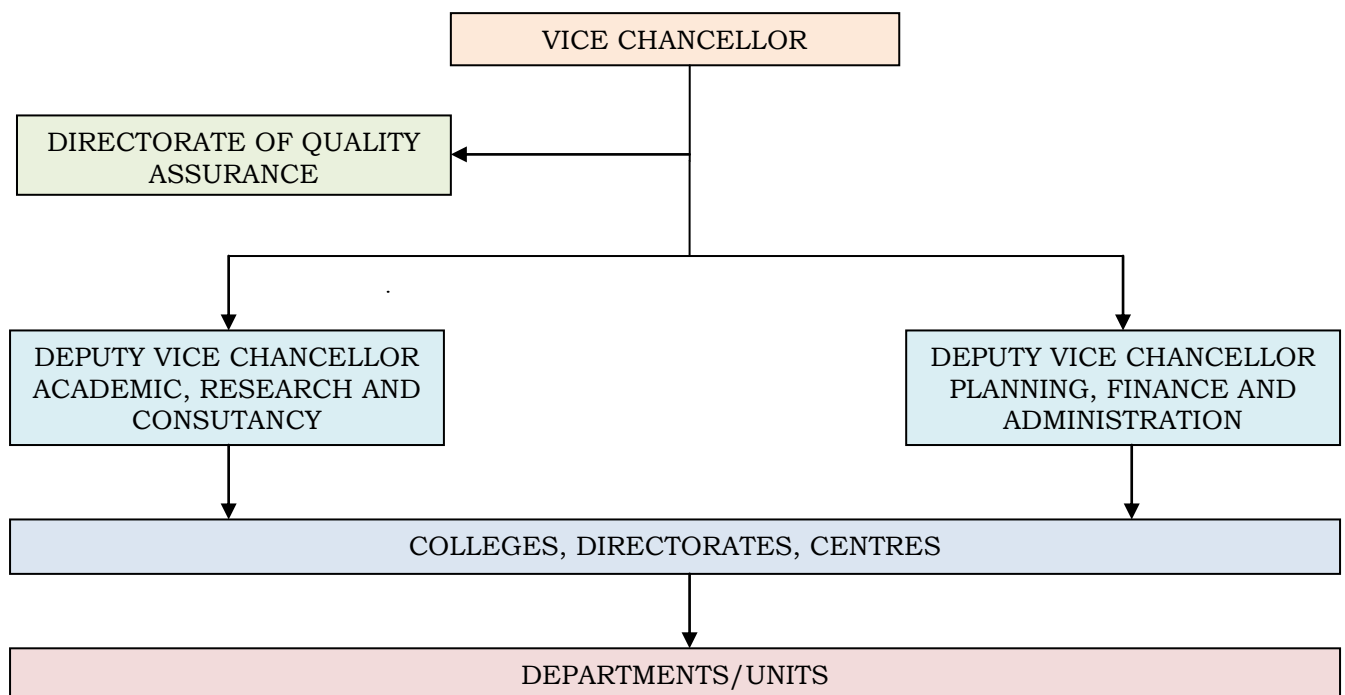 VICE CHANCELLOR
DIRECTORATE OF QUALITY
ASSURANCE
DEPUTY VICE CHANCELLOR
ACADEMIC, RESEARCH AND
CONSUTANCY
DEPUTY VICE CHANCELLOR
PLANNING, FINANCE AND
ADMINISTRATION
COLLEGES, DIRECTORATES, CENTRES
DEPARTMENTS/UNITS